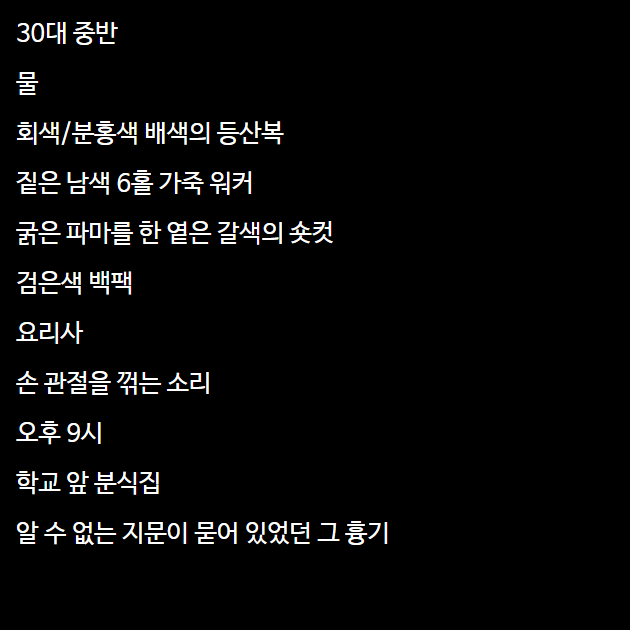 30대 중반
물
회색/분홍색 배색의 등산복
짙은 남색 6홀 가죽 워커
굵은 파마를 한 옅은 갈색의 숏컷
검은색 백팩
요리사
손 관절을 꺾는 소리
오후 9시
학교 앞 분식집
알 수 없는 지문이 묻어 있었던 그 흉기